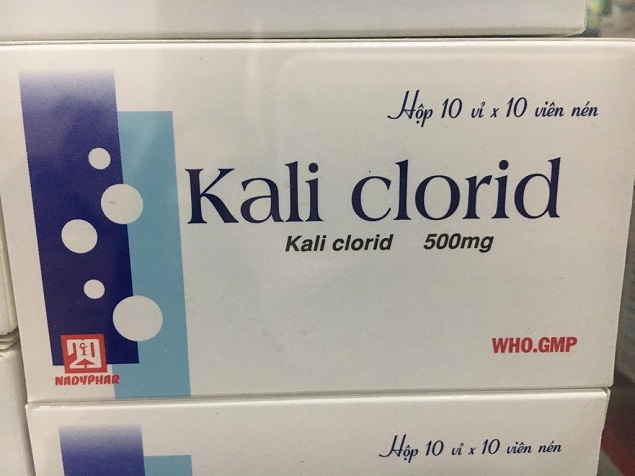 Hộp 10 vỉ x 10 viên nén
Kali clorid
Kali clorid 500mg
WHO.GMP
NADYPHAR
Hộp 10 vỉ x 10 viên nén